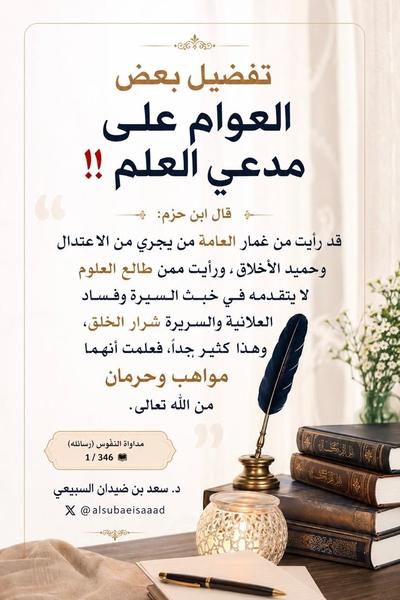 تفضيل بعض
العوام على
مدعي العلم !!
قال ابن حزم:
قد رأيت من غمار العامة من يجري من الاعتدال
وحميد الأخلاق، ورأيت ممن طالع العلوم
لا يتقدمه في خبث السيرة وفساد
العلانية والسريرة شرار الخلق،
وهذا كثير جداً، فعلمت أنهما
مواهب وحرمان
من الله تعالى.
مداواة النفوس (رسائله)
346 / 1
د. سعد بن ضيدان السبيعي
@alsubaeisaaad